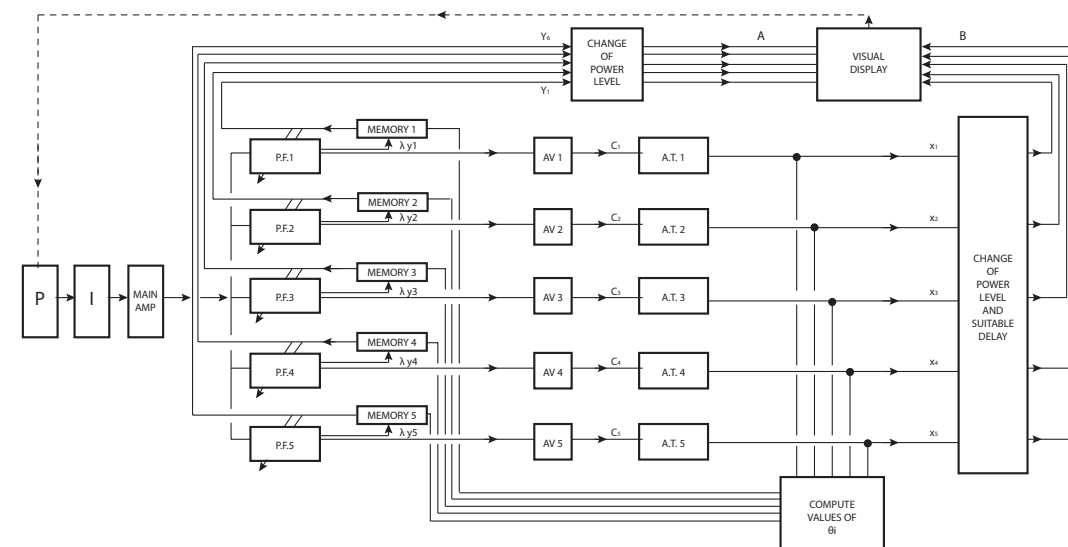 Y₆
CHANGE
OF
POWER
LEVEL
A
VISUAL
DISPLAY
B
Y₁
MEMORY 1
P.F.1
λ y1
AV 1
C₁
A.T. 1
x₁
MEMORY 2
P.F.2
λ y2
AV 2
C₂
A.T. 2
x₂
P
I
MAIN
AMP
MEMORY 3
P.F.3
λ y3
AV 3
C₃
A.T. 3
x₃
CHANGE
OF
POWER
LEVEL
AND
SUITABLE
DELAY
MEMORY 4
P.F.4
λ y4
AV 4
C₄
A.T. 4
x₄
MEMORY 5
P.F.5
λ y5
AV 5
C₅
A.T. 5
x₅
COMPUTE
VALUES OF
θi